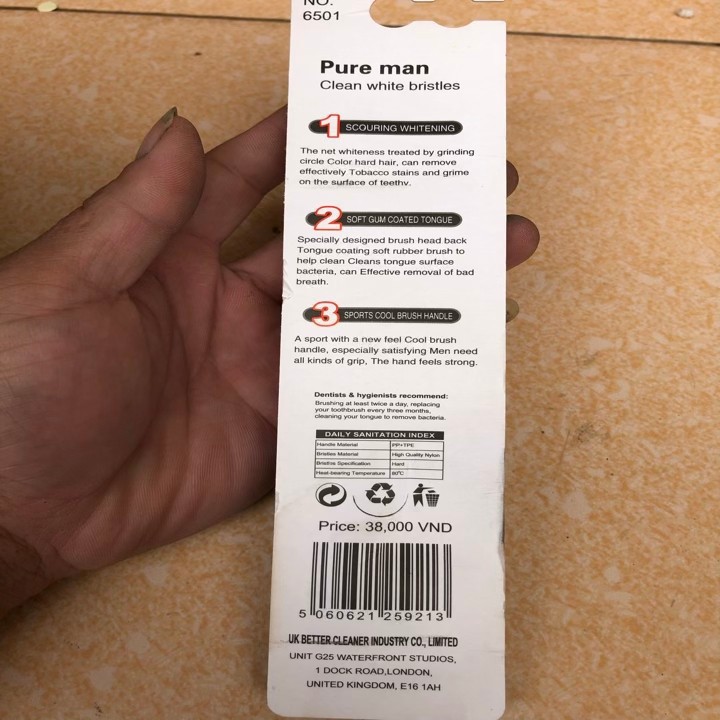 NO.
6501
Pure man
Clean white bristles
1 SCOURING WHITENING
The net whiteness treated by grinding
circle Color hard hair, can remove
effectively Tobacco stains and grime
on the surface of teethv.
2 SOFT GUM COATED TONGUE
Specially designed brush head back
Tongue coating soft rubber brush to
help clean Cleans tongue surface
bacteria, can Effective removal of bad
breath.
3 SPORTS COOL BRUSH HANDLE
A sport with a new feel Cool brush
handle, especially satisfying Men need
all kinds of grip, The hand feels strong.
Dentists & hygienists recommend:
Brushing at least twice a day, replacing
your toothbrush every three months,
cleaning your tongue to remove bacteria.
DAILY SANITATION INDEX
Handle Material PP+TPE
Bristles Material High Quality Nylon
Bristlos Specification Hard
Heat-bearing Temperature 80°C
Price: 38,000 VND
5 060621 259213
UK BETTER CLEANER INDUSTRY CO., LIMITED
UNIT G25 WATERFRONT STUDIOS,
1 DOCK ROAD,LONDON,
UNITED KINGDOM, E16 1AH